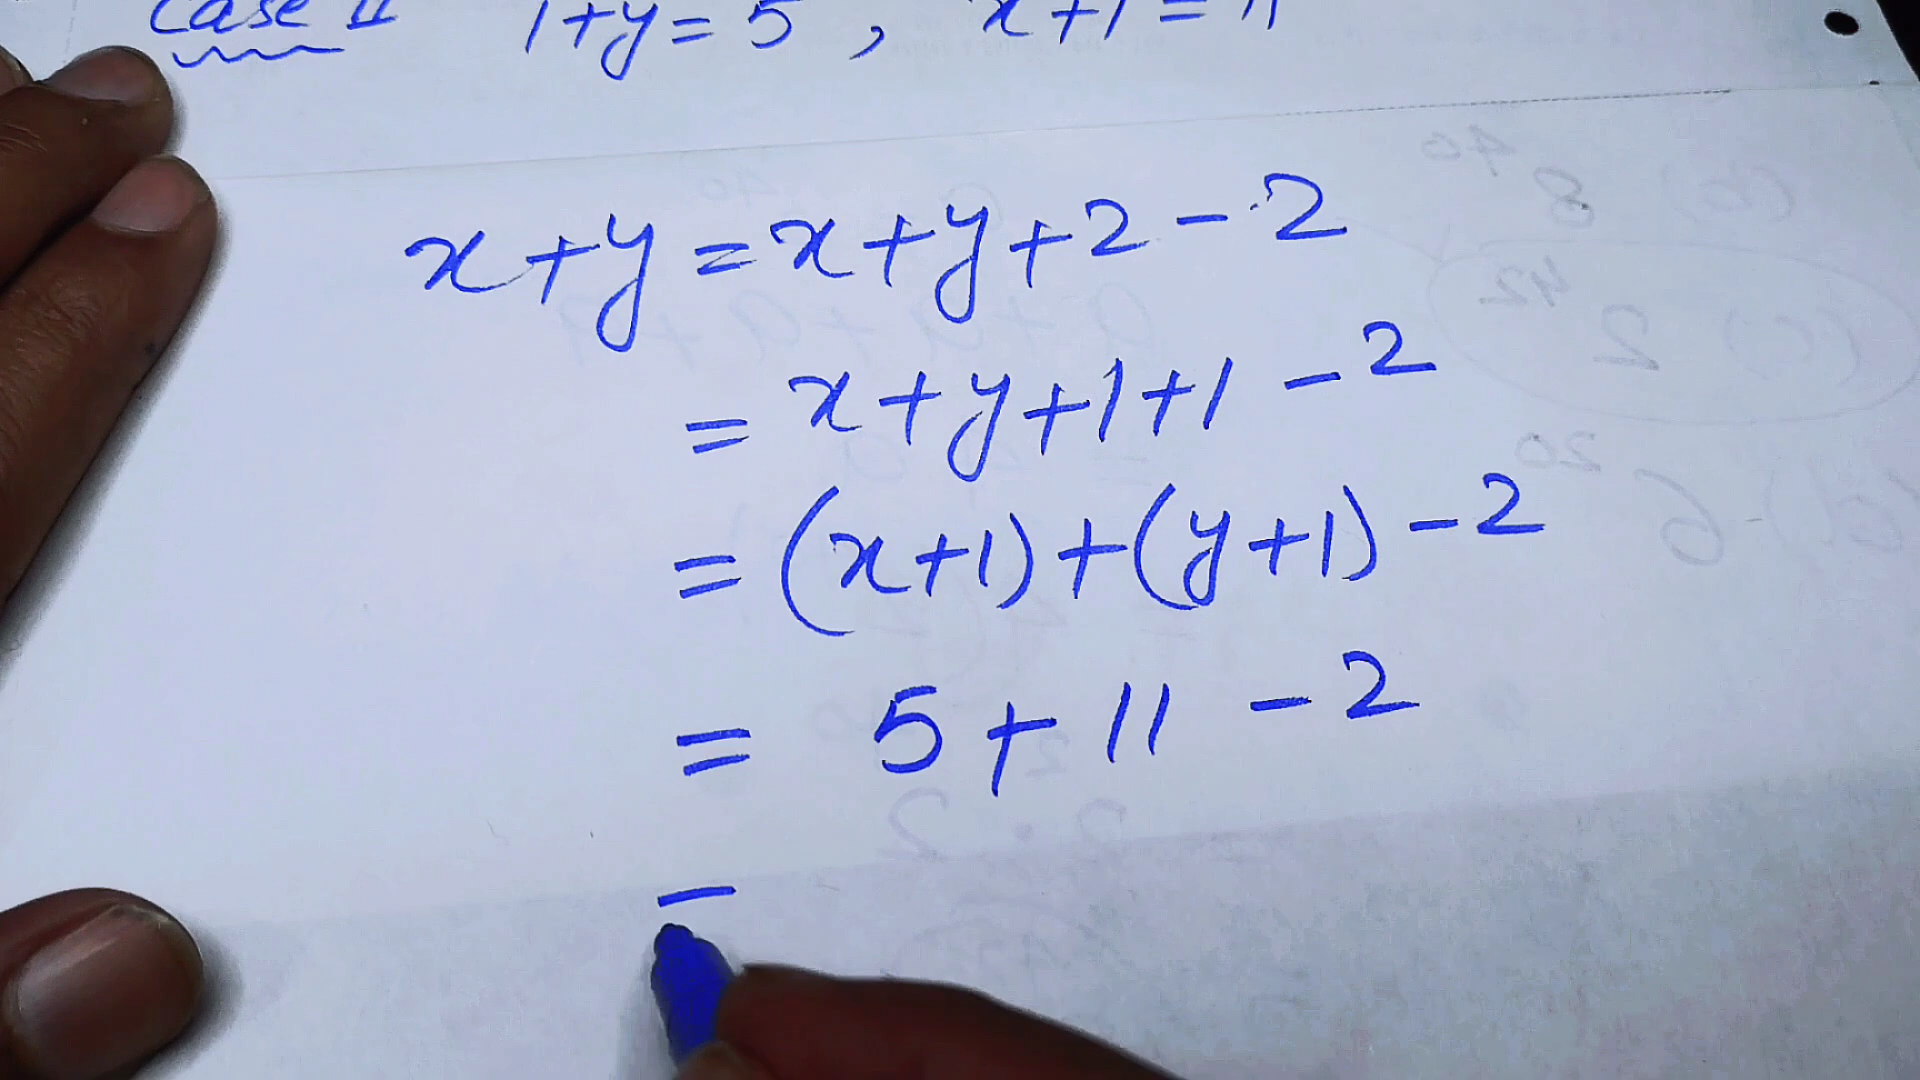 Case II 1+y=5, x+1=11
x+y=x+y+2-2
=x+y+1+1-2
=(x+1)+(y+1)-2
= 5+11-2